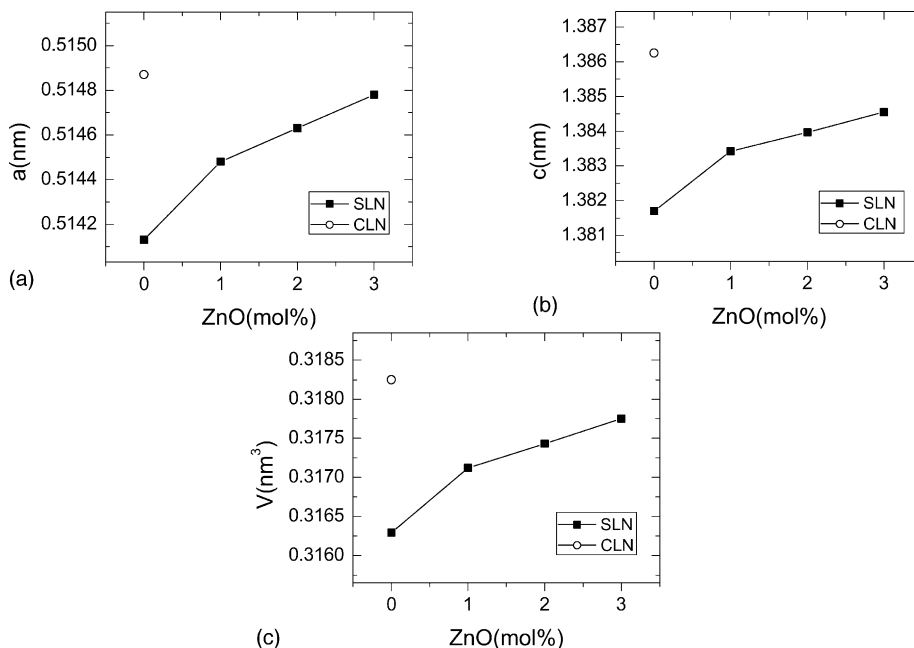 0.5150
0.5148
0.5146
0.5144
0.5142
a(nm)
SLN
CLN
0 1 2 3
ZnO(mol%)
(a)
1.387
1.386
1.385
1.384
1.383
1.382
1.381
c(nm)
SLN
CLN
0 1 2 3
ZnO(mol%)
(b)
0.3185
0.3180
0.3175
0.3170
0.3165
0.3160
V(nm³)
SLN
CLN
0 1 2 3
ZnO(mol%)
(c)